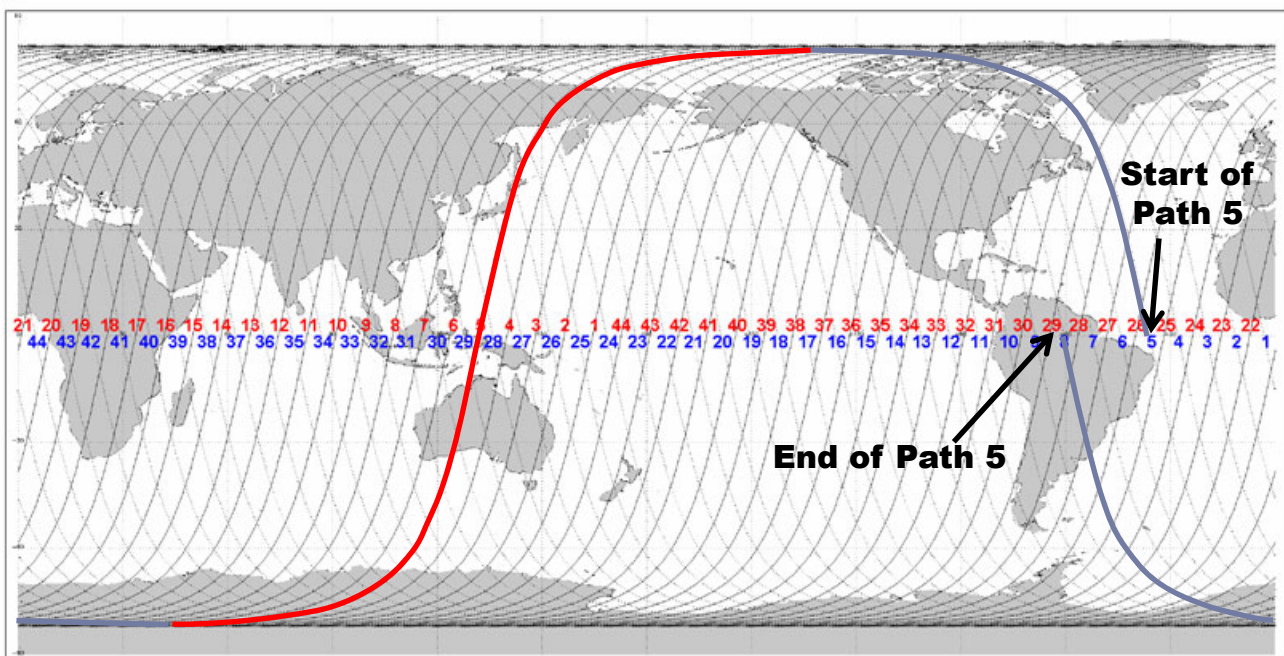 Start of
Path 5
21 20 19 18 17 16 15 14 13 12 11 10 9 8 7 6 5 4 3 2 1 44 43 42 41 40 39 38 37 36 35 34 33 32 31 30 29 28 27 26 25 24 23 22
44 43 42 41 40 39 38 37 36 35 34 33 32 31 30 29 28 27 26 25 24 23 22 21 20 19 18 17 16 15 14 13 12 11 10 9 8 7 6 5 4 3 2 1
End of Path 5